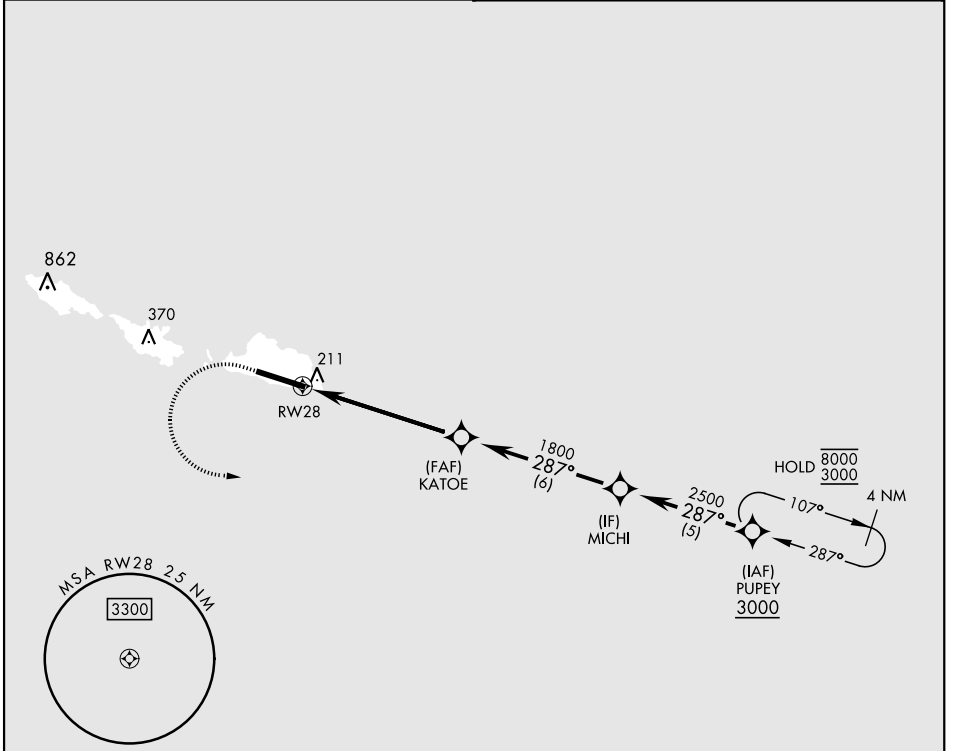 862
370
211
RW28
(FAF)
KATOE
1800
287°
(6)
(IF)
MICHI
2500
287°
(5)
HOLD 8000
3000
107°
4 NM
287°
(IAF)
PUPEY
3000
MSA RW28 25 NM
3300